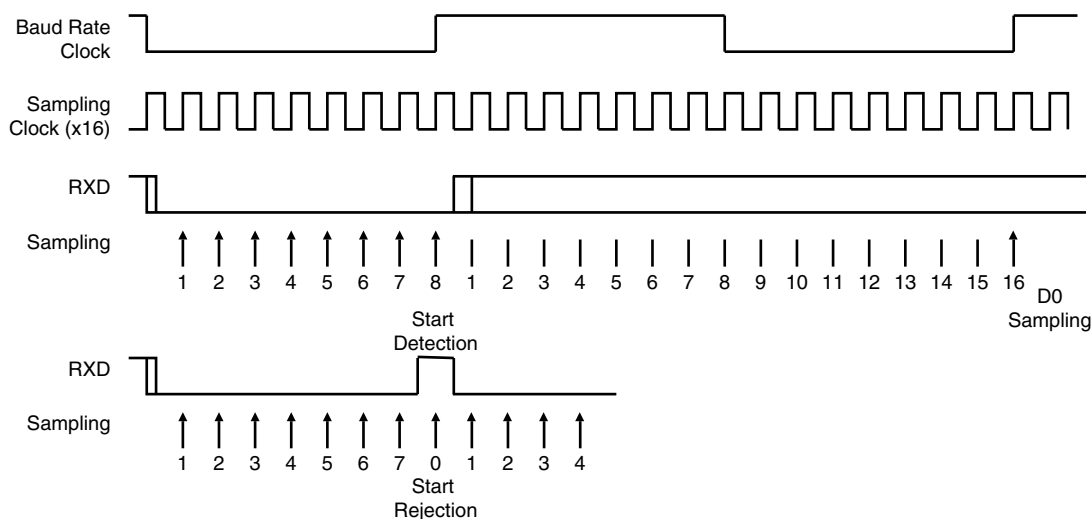 Baud Rate
Clock
Sampling
Clock (x16)
RXD
Sampling
1 2 3 4 5 6 7 8 1 2 3 4 5 6 7 8 9 10 11 12 13 14 15 16
D0
Sampling
Start
Detection
RXD
Sampling
1 2 3 4 5 6 7 0 1 2 3 4
Start
Rejection